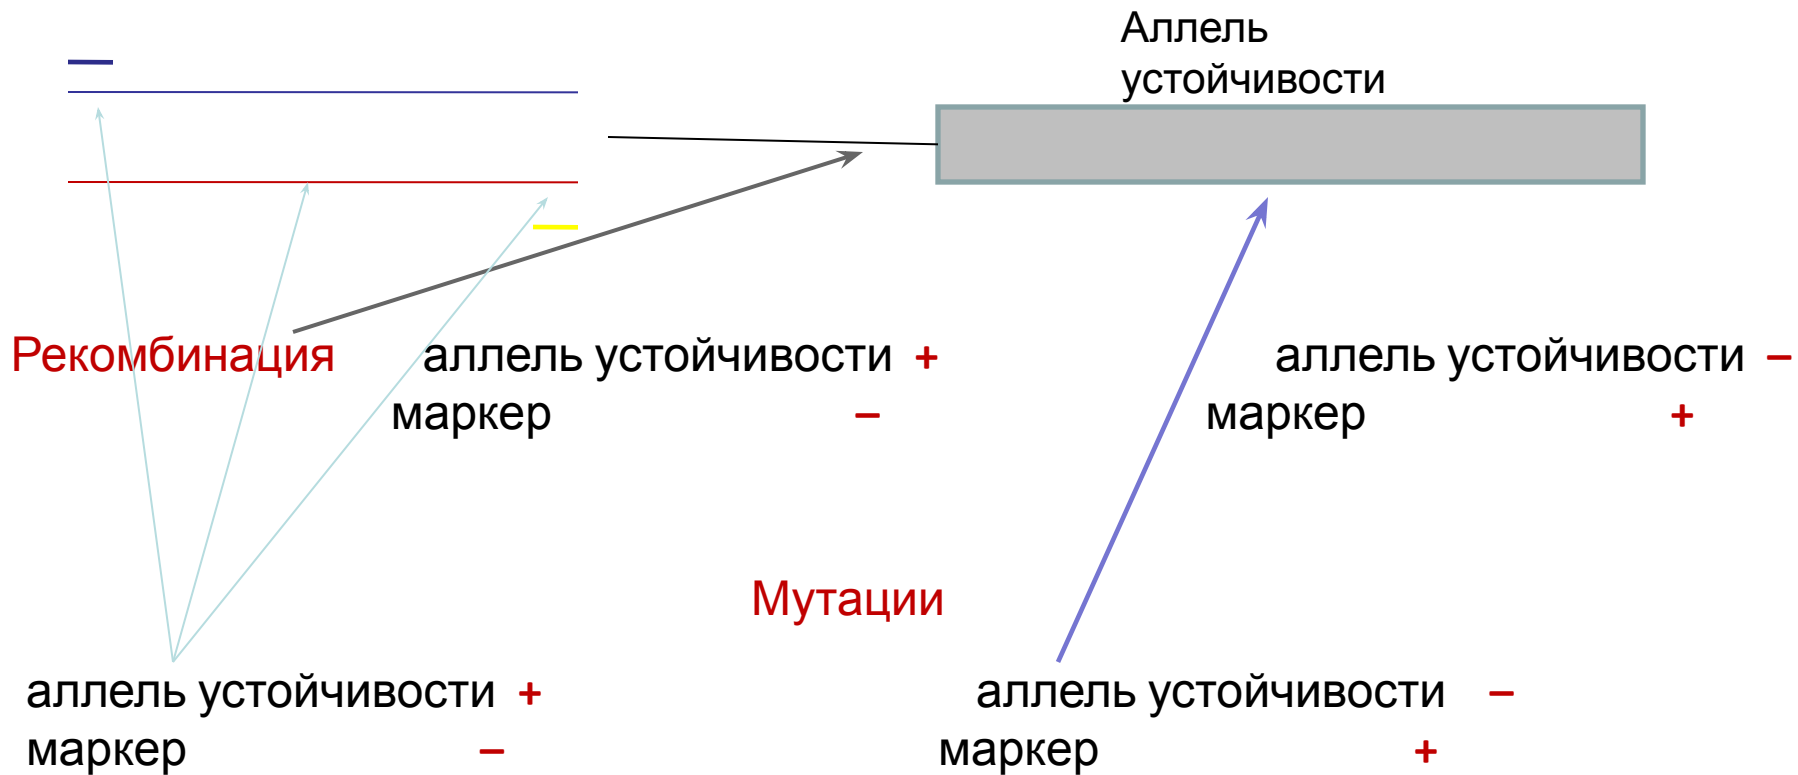 Аллель
устойчивости
Рекомбинация аллель устойчивости + аллель устойчивости –
маркер – маркер +
Мутации
аллель устойчивости + аллель устойчивости –
маркер – маркер +